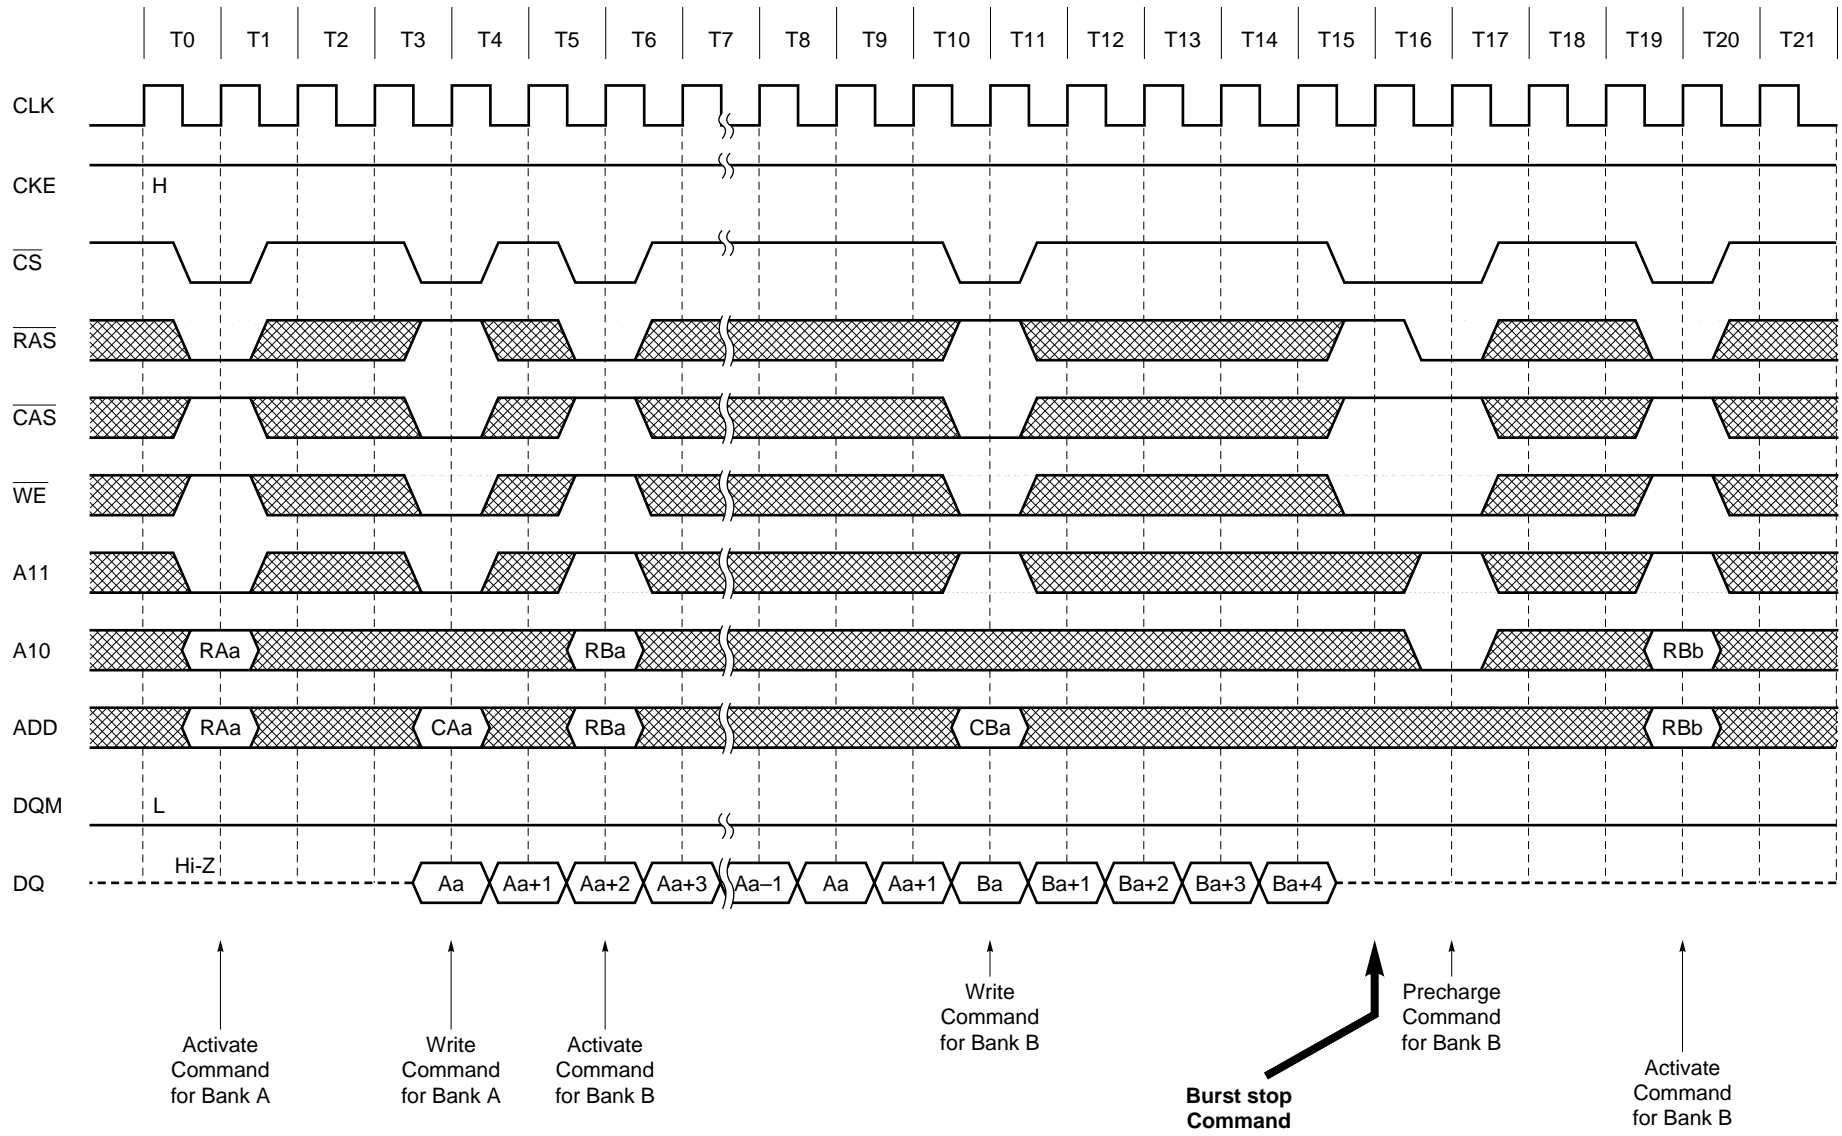 T0 T1 T2 T3 T4 T5 T6 T7 T8 T9 T10 T11 T12 T13 T14 T15 T16 T17 T18 T19 T20 T21
CLK
CKE H
CS
RAS
CAS
WE
A11
A10 RAa RBa RBb
ADD RAa CAa RBa CBa RBb
DQM L
Hi-Z
DQ Aa Aa+1 Aa+2 Aa+3 Aa–1 Aa Aa+1 Ba Ba+1 Ba+2 Ba+3 Ba+4
Activate
Command
for Bank A
Write
Command
for Bank A
Activate
Command
for Bank B
Write
Command
for Bank B
Burst stop
Command
Precharge
Command
for Bank B
Activate
Command
for Bank B